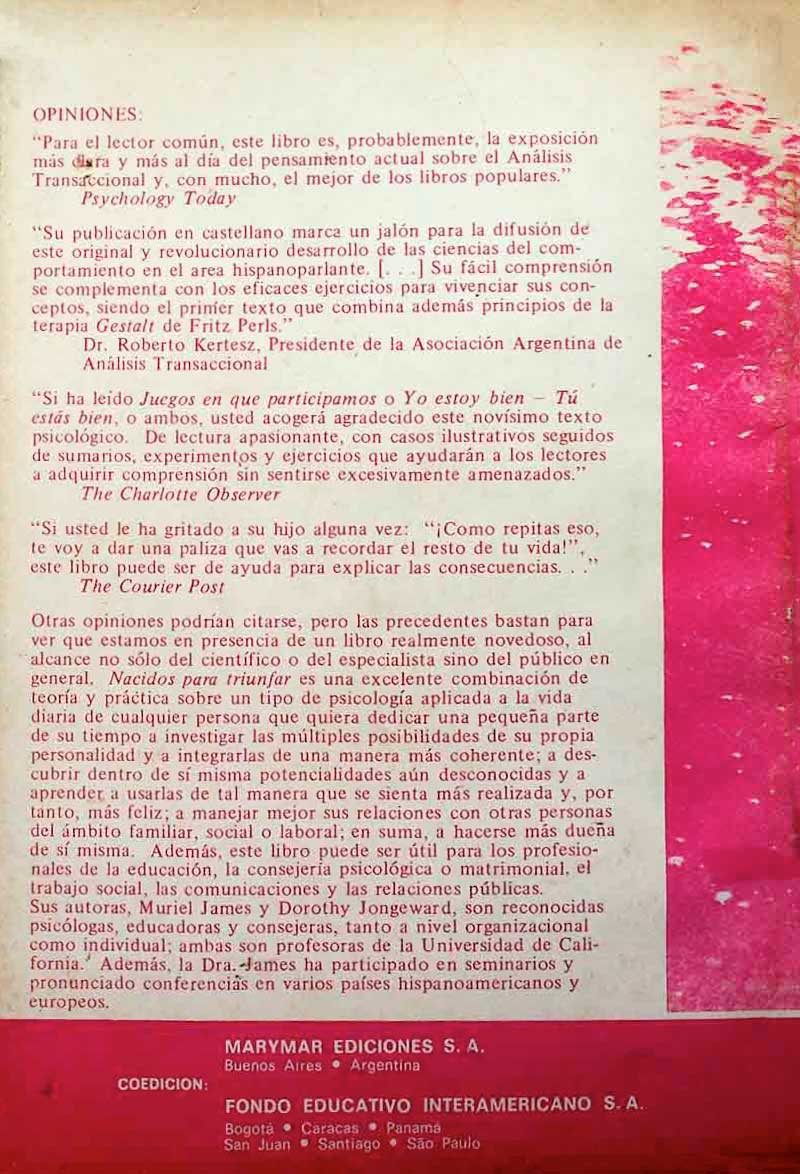 OPINIONES:
“Para el lector común, este libro es, probablemente, la exposición
más clara y más al día del pensamiento actual sobre el Análisis
Transaccional y, con mucho, el mejor de los libros populares.”
Psychology Today
“Su publicación en castellano marca un jalón para la difusión de
este original y revolucionario desarrollo de las ciencias del com-
portamiento en el area hispanoparlante. [. . .] Su fácil comprensión
se complementa con los eficaces ejercicios para vivenciar sus con-
ceptos, siendo el primer texto que combina además principios de la
terapia Gestalt de Fritz Perls.”
Dr. Roberto Kertesz, Presidente de la Asociación Argentina de
Análisis Transaccional
“Si ha leído Juegos en que participamos o Yo estoy bien — Tú
estás bien, o ambos, usted acogerá agradecido este novísimo texto
psicológico. De lectura apasionante, con casos ilustrativos seguidos
de sumarios, experimentos y ejercicios que ayudarán a los lectores
a adquirir comprensión sin sentirse excesivamente amenazados.”
The Charlotte Observer
“Si usted le ha gritado a su hijo alguna vez: “¡Como repitas eso,
te voy a dar una paliza que vas a recordar el resto de tu vida!”,
este libro puede ser de ayuda para explicar las consecuencias. . .”
The Courier Post
Otras opiniones podrían citarse, pero las precedentes bastan para
ver que estamos en presencia de un libro realmente novedoso, al
alcance no sólo del científico o del especialista sino del público en
general. Nacidos para triunfar es una excelente combinación de
teoría y práctica sobre un tipo de psicología aplicada a la vida
diaria de cualquier persona que quiera dedicar una pequeña parte
de su tiempo a investigar las múltiples posibilidades de su propia
personalidad y a integrarlas de una manera más coherente; a des-
cubrir dentro de sí misma potencialidades aún desconocidas y a
aprender a usarlas de tal manera que se sienta más realizada y, por
tanto, más feliz; a manejar mejor sus relaciones con otras personas
del ámbito familiar, social o laboral; en suma, a hacerse más dueña
de sí misma. Además, este libro puede ser útil para los profesio-
nales de la educación, la consejería psicológica o matrimonial, el
trabajo social, las comunicaciones y las relaciones públicas.
Sus autoras, Muriel James y Dorothy Jongeward, son reconocidas
psicólogas, educadoras y consejeras, tanto a nivel organizacional
como individual; ambas son profesoras de la Universidad de Cali-
fornia. Además, la Dra. James ha participado en seminarios y
pronunciado conferencias en varios países hispanoamericanos y
europeos.
MARYMAR EDICIONES S. A.
Buenos Aires • Argentina
COEDICION:
FONDO EDUCATIVO INTERAMERICANO S. A.
Bogotá • Caracas • Panamá
San Juan • Santiago • São Paulo